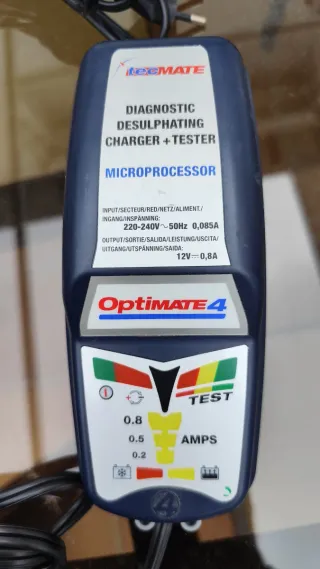 tecMATE
DIAGNOSTIC
DESULPHATING
CHARGER + TESTER
MICROPROCESSOR
INPUT/SECTEUR/RED/NETZ/ALIMENT./
INGANG/INSPÄNNING:
220-240V~50Hz 0,085A
OUTPUT/SORTIE/SALIDA/LEISTUNG/USCITA/
UITGANG/UTSPÄNNING/SAIDA:
12V⎓0,8A
OptiMATE4
TEST
0.8
0.5 AMPS
0.2
4